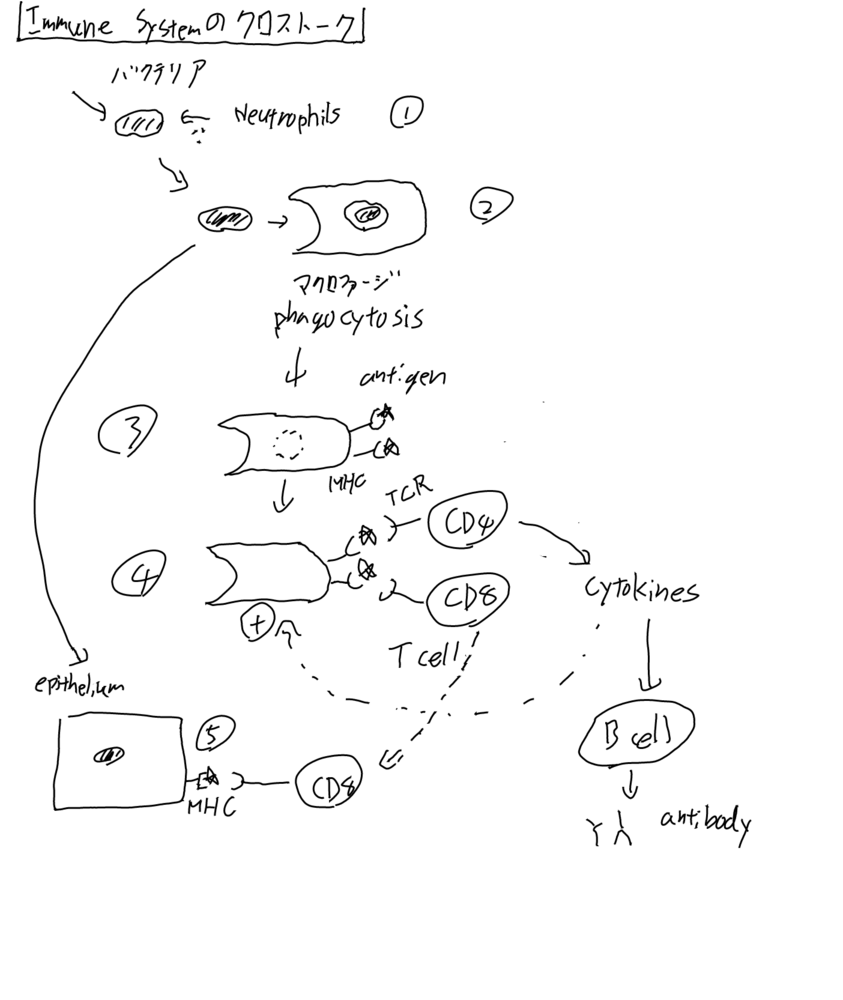 Immune Systemの クロストーク
バクテリア
Neutrophils ①
②
マクロファージ
phagocytosis
antigen
③
MHC
TCR
CD4
④
CD8
+
cytokines
T cell
epithelium
⑤
B cell
CD8
MHC
antibody